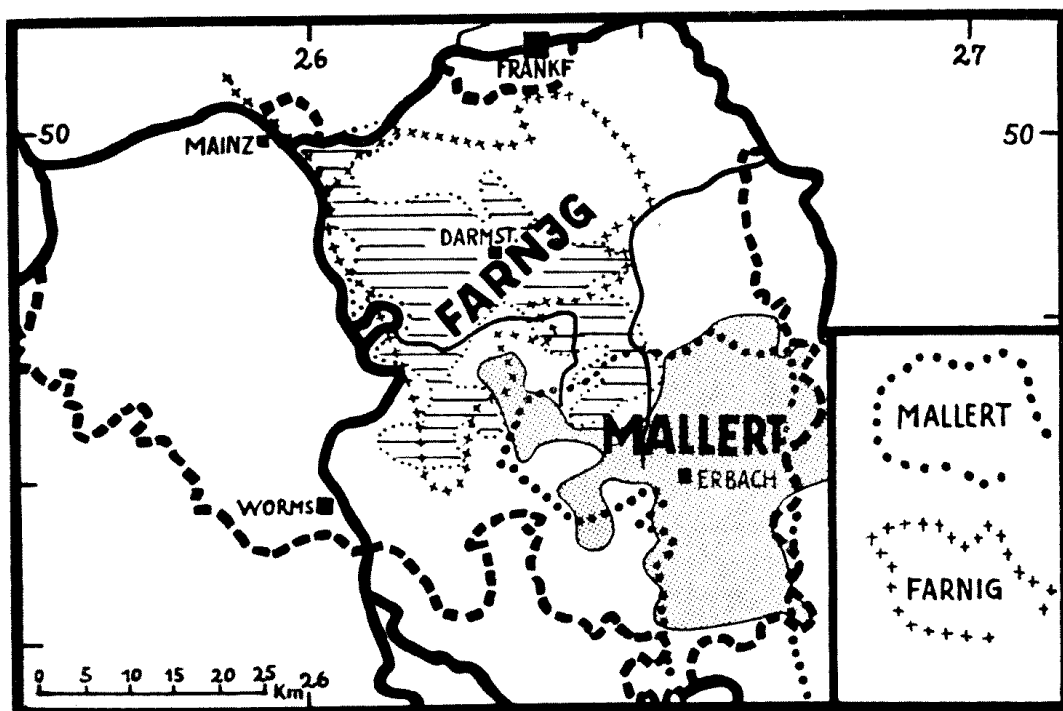 26
27
FRANKF
50
50
MAINZ
DARMST.
FARNƎG
MALLERT
ERBACH
WORMS
MALLERT
FARNIG
0 5 10 15 20 25 Km
26